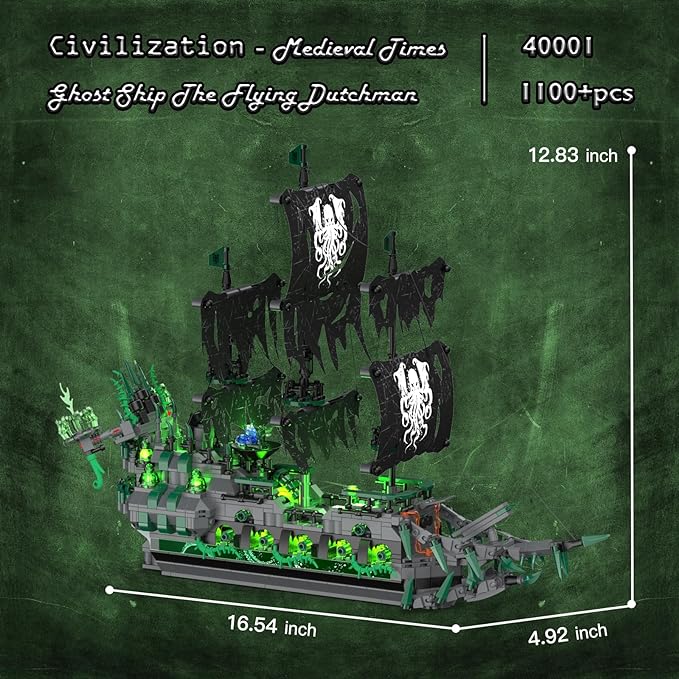 Civilization - Medieval Times
40001
Ghost Ship The Flying Dutchman
1100+pcs
12.83 inch
16.54 inch
4.92 inch